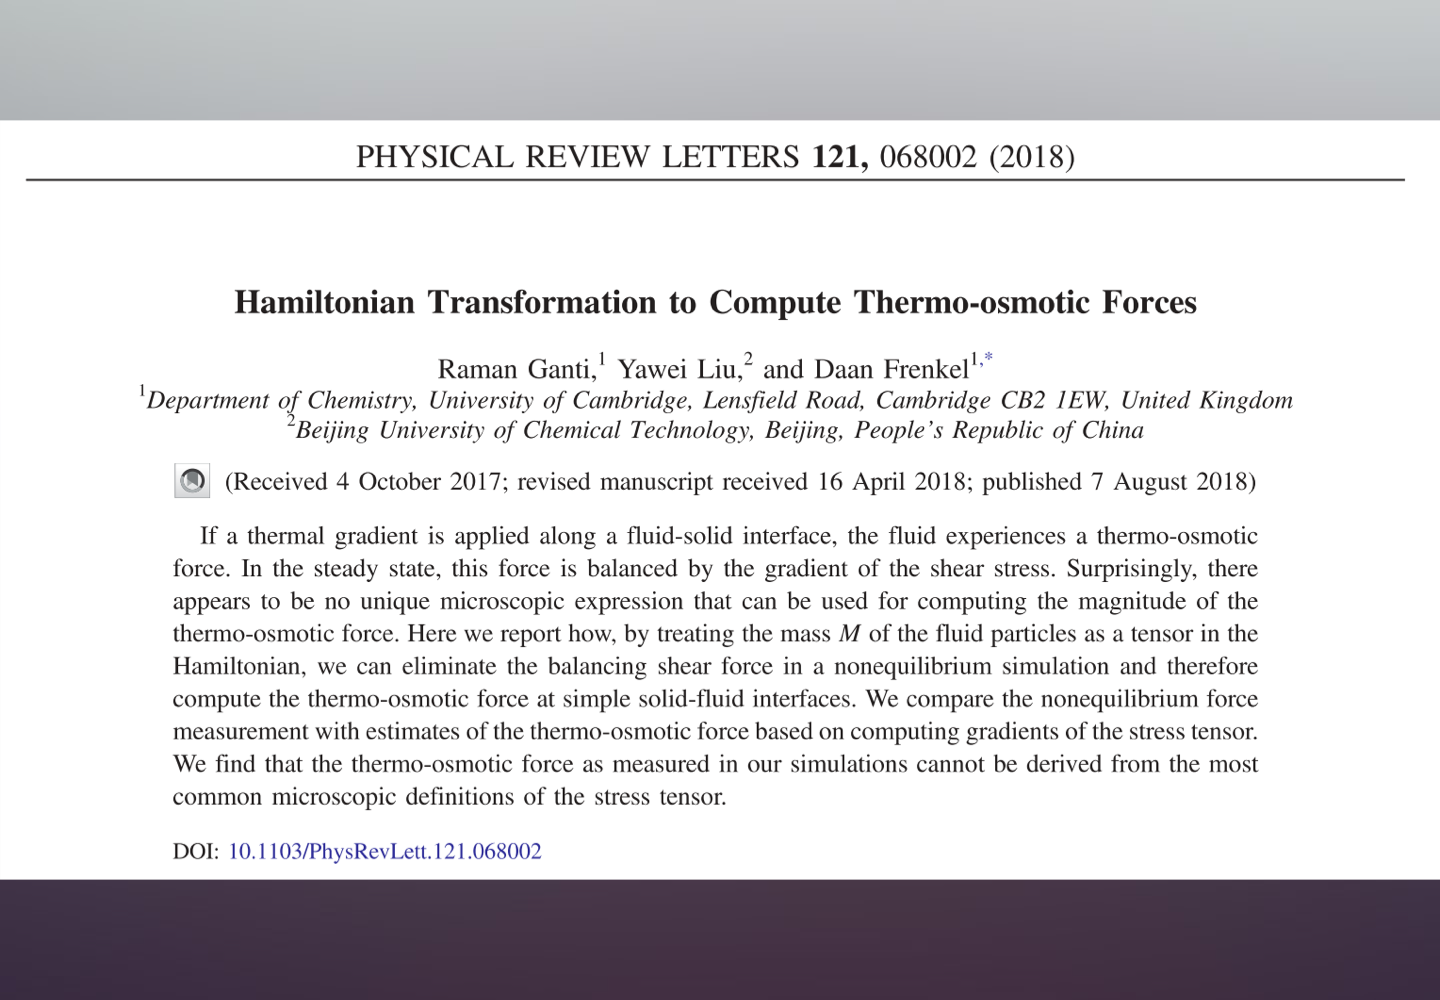 PHYSICAL REVIEW LETTERS 121, 068002 (2018)
Hamiltonian Transformation to Compute Thermo-osmotic Forces
Raman Ganti,1 Yawei Liu,2 and Daan Frenkel1,*
1Department of Chemistry, University of Cambridge, Lensfield Road, Cambridge CB2 1EW, United Kingdom
2Beijing University of Chemical Technology, Beijing, People's Republic of China
(Received 4 October 2017; revised manuscript received 16 April 2018; published 7 August 2018)
If a thermal gradient is applied along a fluid-solid interface, the fluid experiences a thermo-osmotic
force. In the steady state, this force is balanced by the gradient of the shear stress. Surprisingly, there
appears to be no unique microscopic expression that can be used for computing the magnitude of the
thermo-osmotic force. Here we report how, by treating the mass M of the fluid particles as a tensor in the
Hamiltonian, we can eliminate the balancing shear force in a nonequilibrium simulation and therefore
compute the thermo-osmotic force at simple solid-fluid interfaces. We compare the nonequilibrium force
measurement with estimates of the thermo-osmotic force based on computing gradients of the stress tensor.
We find that the thermo-osmotic force as measured in our simulations cannot be derived from the most
common microscopic definitions of the stress tensor.
DOI: 10.1103/PhysRevLett.121.068002